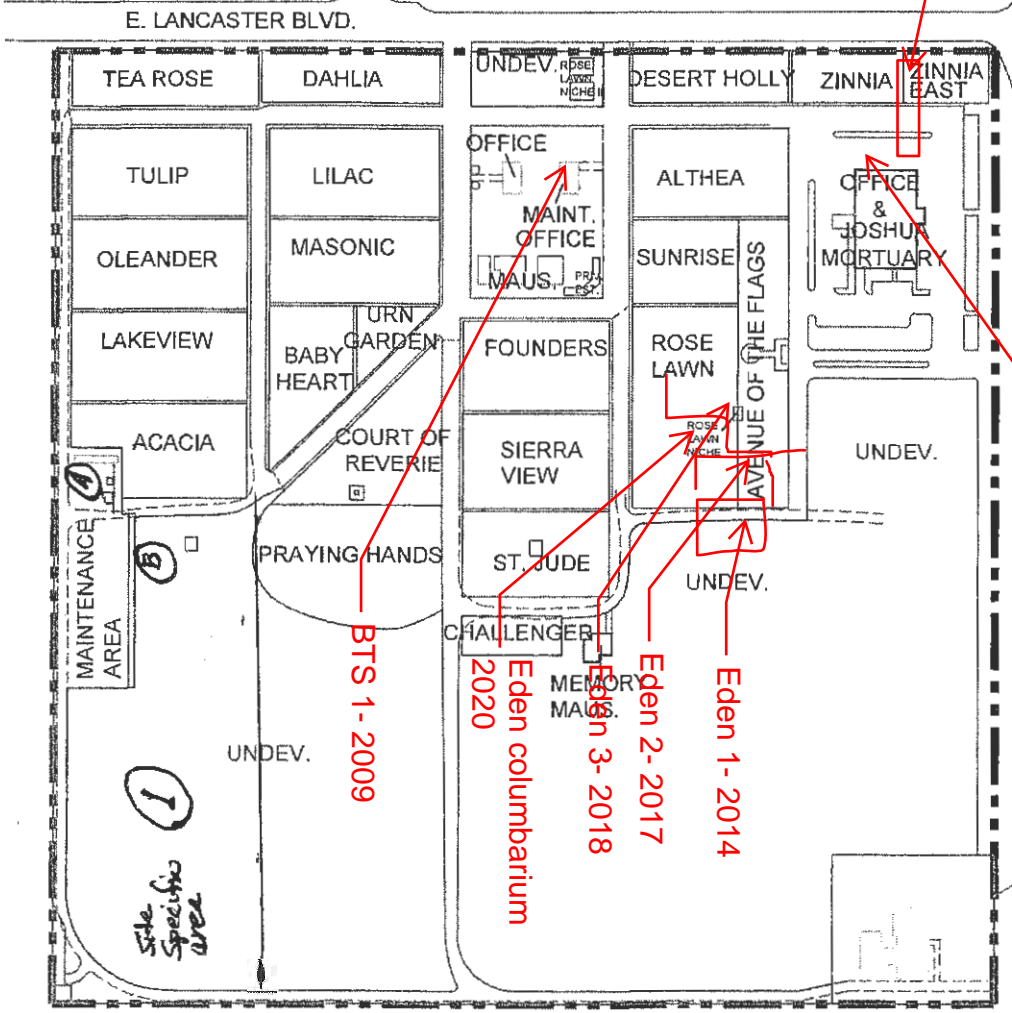 E. LANCASTER BLVD.
TEA ROSE
DAHLIA
UNDEV.
ROSE
LAWN
NICHE II
DESERT HOLLY
ZINNIA
ZINNIA
EAST
TULIP
LILAC
OFFICE
MAINT.
OFFICE
ALTHEA
OFFICE
&
JOSHUA
MORTUARY
OLEANDER
MASONIC
MAUS.
PRIV.
EST.
SUNRISE
AVENUE OF THE FLAGS
LAKEVIEW
BABY
HEART
URN
GARDEN
FOUNDERS
ROSE
LAWN
ROSE
LAWN
NICHE
ACACIA
COURT OF
REVERIE
SIERRA
VIEW
UNDEV.
A
B
MAINTENANCE
AREA
PRAYING HANDS
ST. JUDE
UNDEV.
CHALLENGER
MEMORY
MAUS.
UNDEV.
BTS 1- 2009
Eden columbarium
2020
Eden 3- 2018
Eden 2- 2017
Eden 1- 2014
1
Site
Specific
area